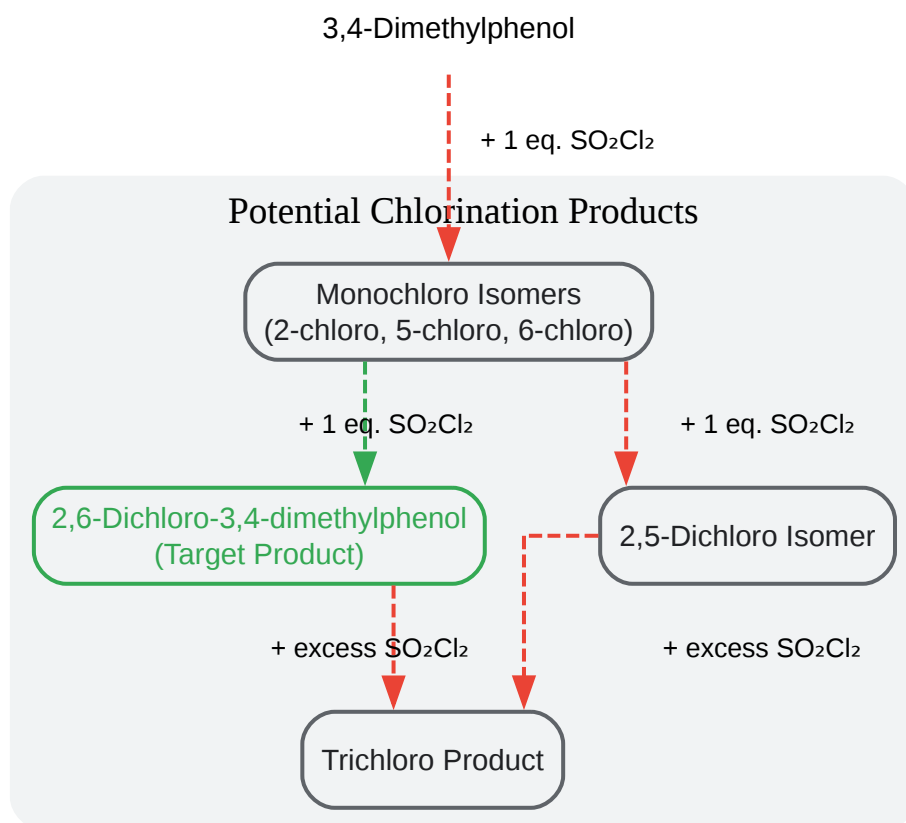 3,4-Dimethylphenol
+ 1 eq. SO₂Cl₂
Potential Chlorination Products
Monochloro Isomers
(2-chloro, 5-chloro, 6-chloro)
+ 1 eq. SO₂Cl₂
+ 1 eq. SO₂Cl₂
2,6-Dichloro-3,4-dimethylphenol
(Target Product)
2,5-Dichloro Isomer
+ excess SO₂Cl₂
+ excess SO₂Cl₂
Trichloro Product